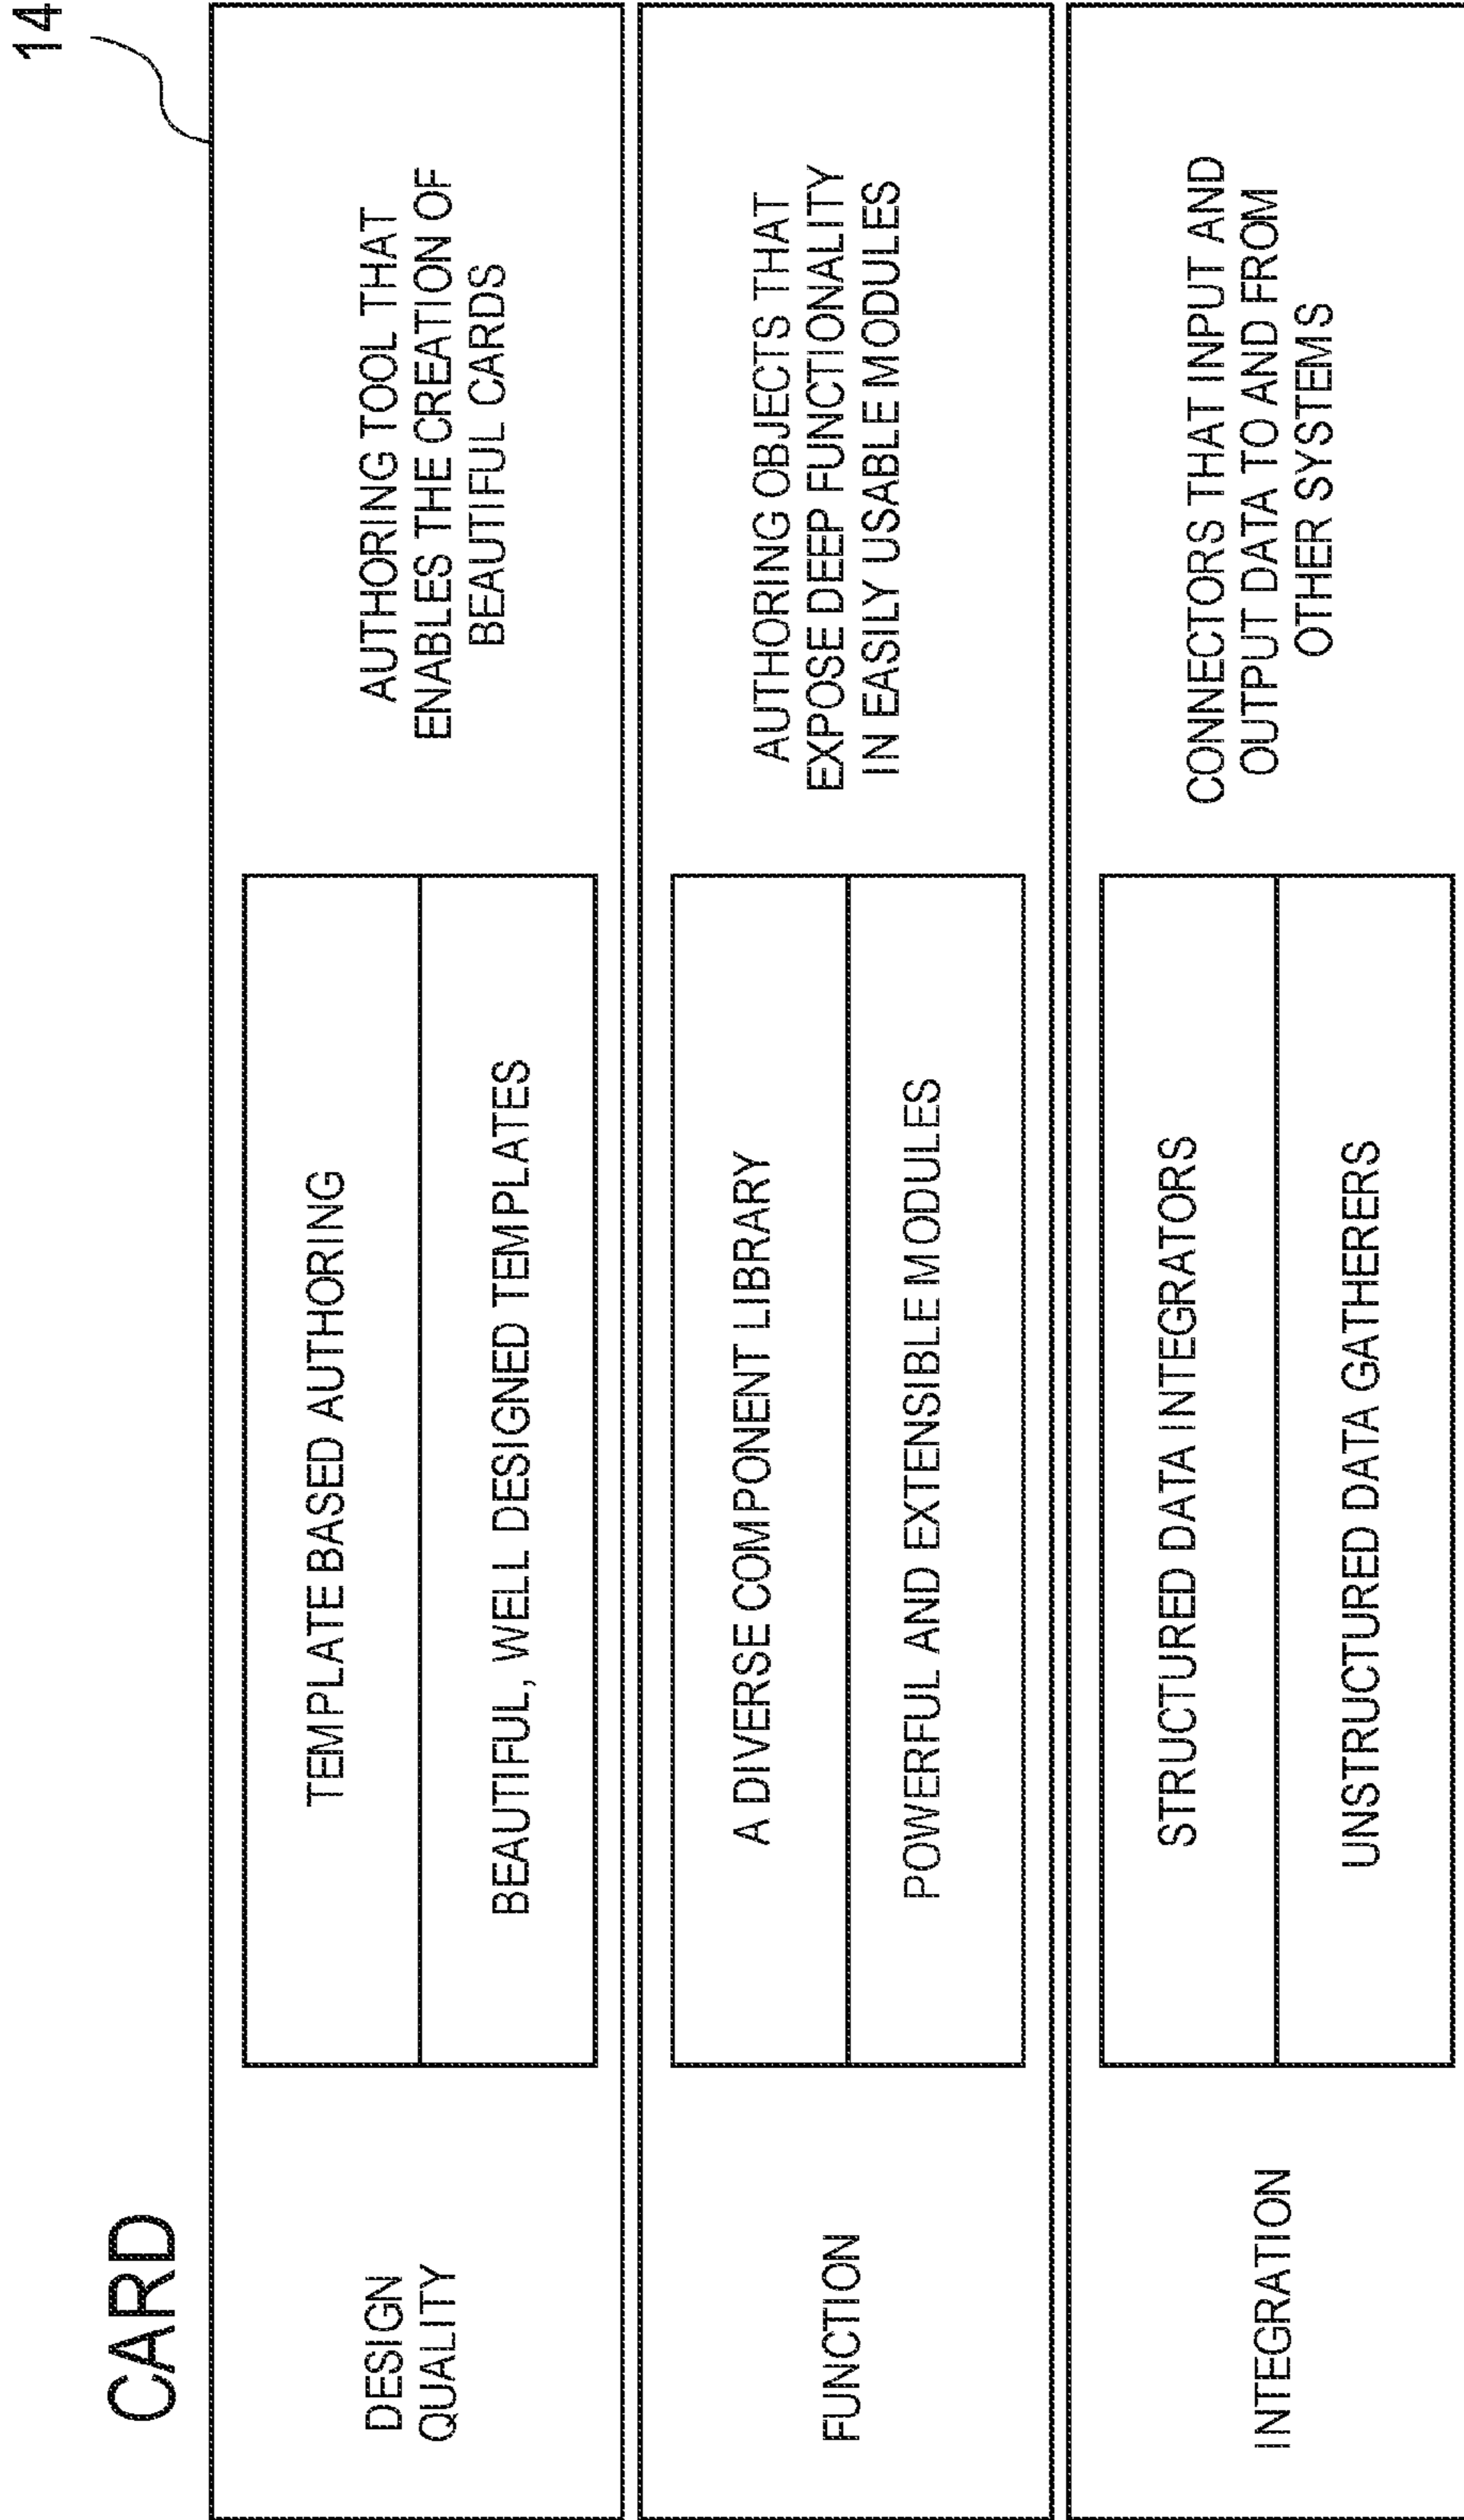 14
CARD
DESIGN
QUALITY
TEMPLATE BASED AUTHORING
BEAUTIFUL, WELL DESIGNED TEMPLATES
AUTHORING TOOL THAT
ENABLES THE CREATION OF
BEAUTIFUL CARDS
FUNCTION
A DIVERSE COMPONENT LIBRARY
POWERFUL AND EXTENSIBLE MODULES
AUTHORING OBJECTS THAT
EXPOSE DEEP FUNCTIONALITY
IN EASILY USABLE MODULES
INTEGRATION
STRUCTURED DATA INTEGRATORS
UNSTRUCTURED DATA GATHERERS
CONNECTORS THAT INPUT AND
OUTPUT DATA TO AND FROM
OTHER SYSTEMS